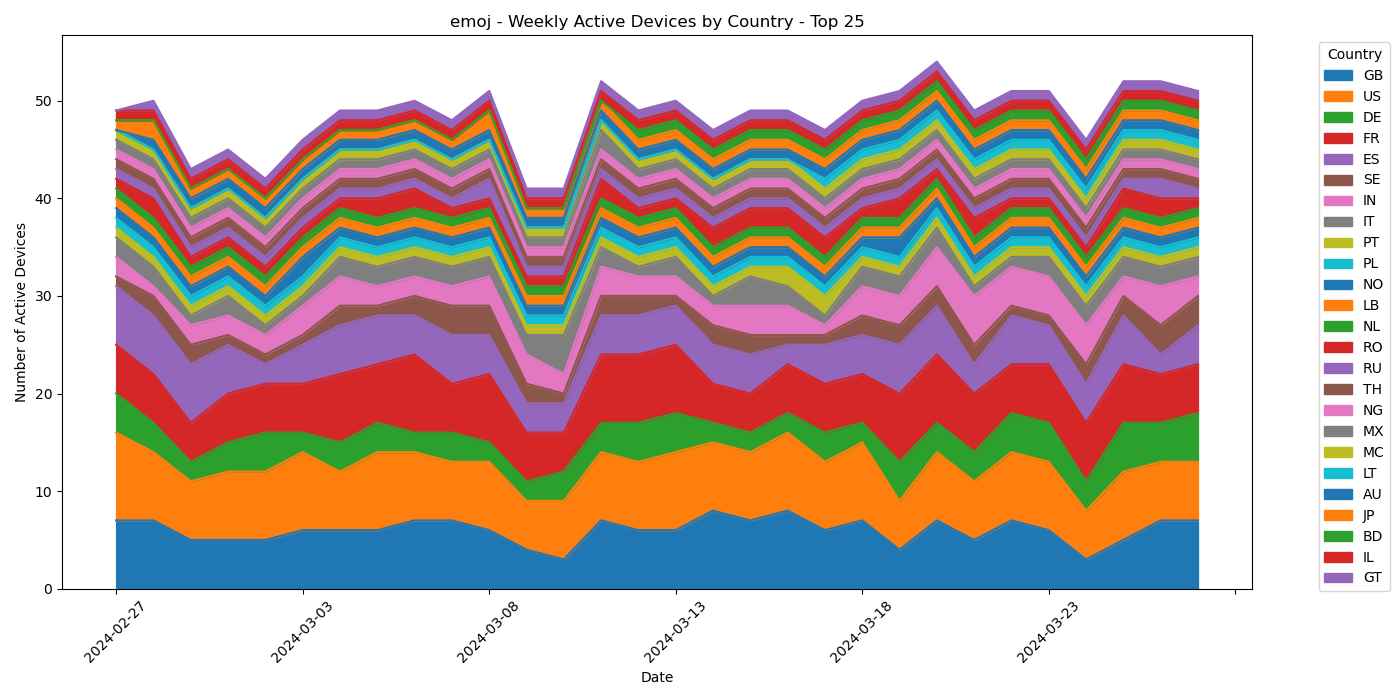 emoj - Weekly Active Devices by Country - Top 25
Number of Active Devices
50
40
30
20
10
0
2024-02-27
2024-03-03
2024-03-08
2024-03-13
2024-03-18
2024-03-23
Date
Country
GB
US
DE
FR
ES
SE
IN
IT
PT
PL
NO
LB
NL
RO
RU
TH
NG
MX
MC
LT
AU
JP
BD
IL
GT